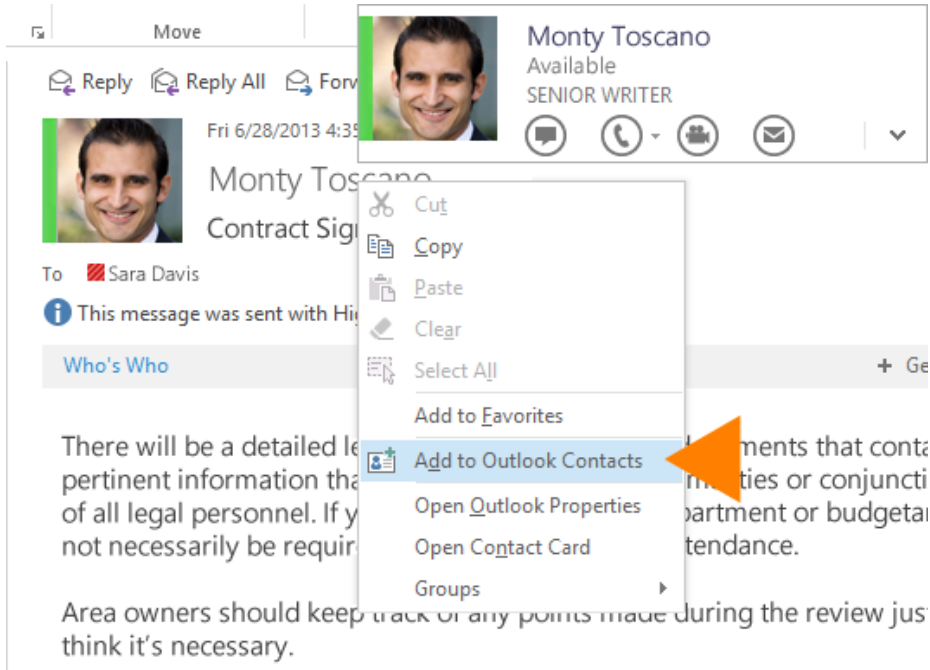 Move
Monty Toscano
Available
SENIOR WRITER
Reply Reply All Forw
Fri 6/28/2013 4:35
Monty Toscano
Contract Sig
To Sara Davis
This message was sent with Hi
Who's Who + Ge
Cut
Copy
Paste
Clear
Select All
Add to Favorites
Add to Outlook Contacts
Open Outlook Properties
Open Contact Card
Groups
There will be a detailed le ments that conta
pertinent information tha ties or conjuncti
of all legal personnel. If y partment or budgetar
not necessarily be requir tendance.
Area owners should keep track of any points made during the review jus
think it's necessary.